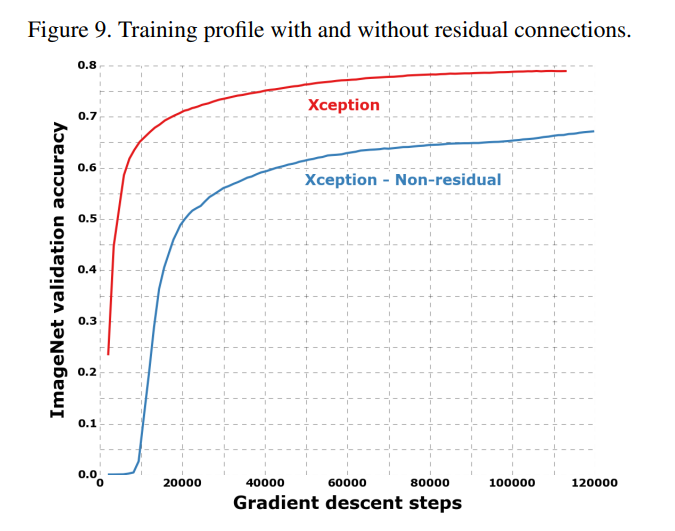 Figure 9. Training profile with and without residual connections.
0.8
0.7
0.6
0.5
0.4
0.3
0.2
0.1
0.0
ImageNet validation accuracy
Xception
Xception - Non-residual
0 20000 40000 60000 80000 100000 120000
Gradient descent steps